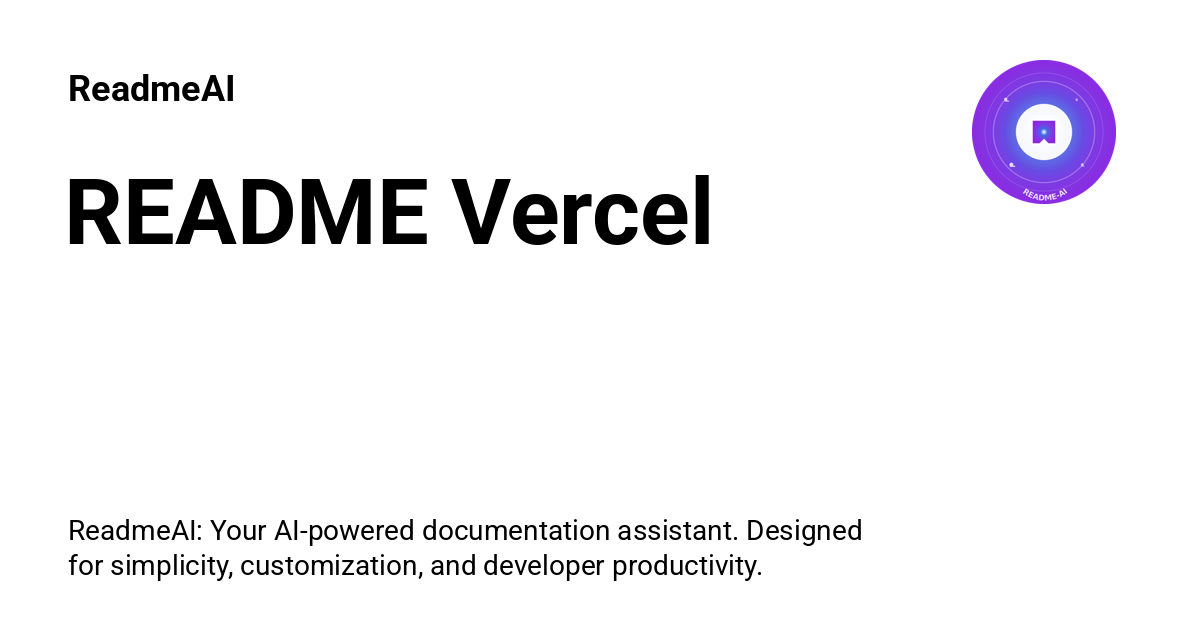 ReadmeAI
README Vercel
README-AI
ReadmeAI: Your AI-powered documentation assistant. Designed
for simplicity, customization, and developer productivity.